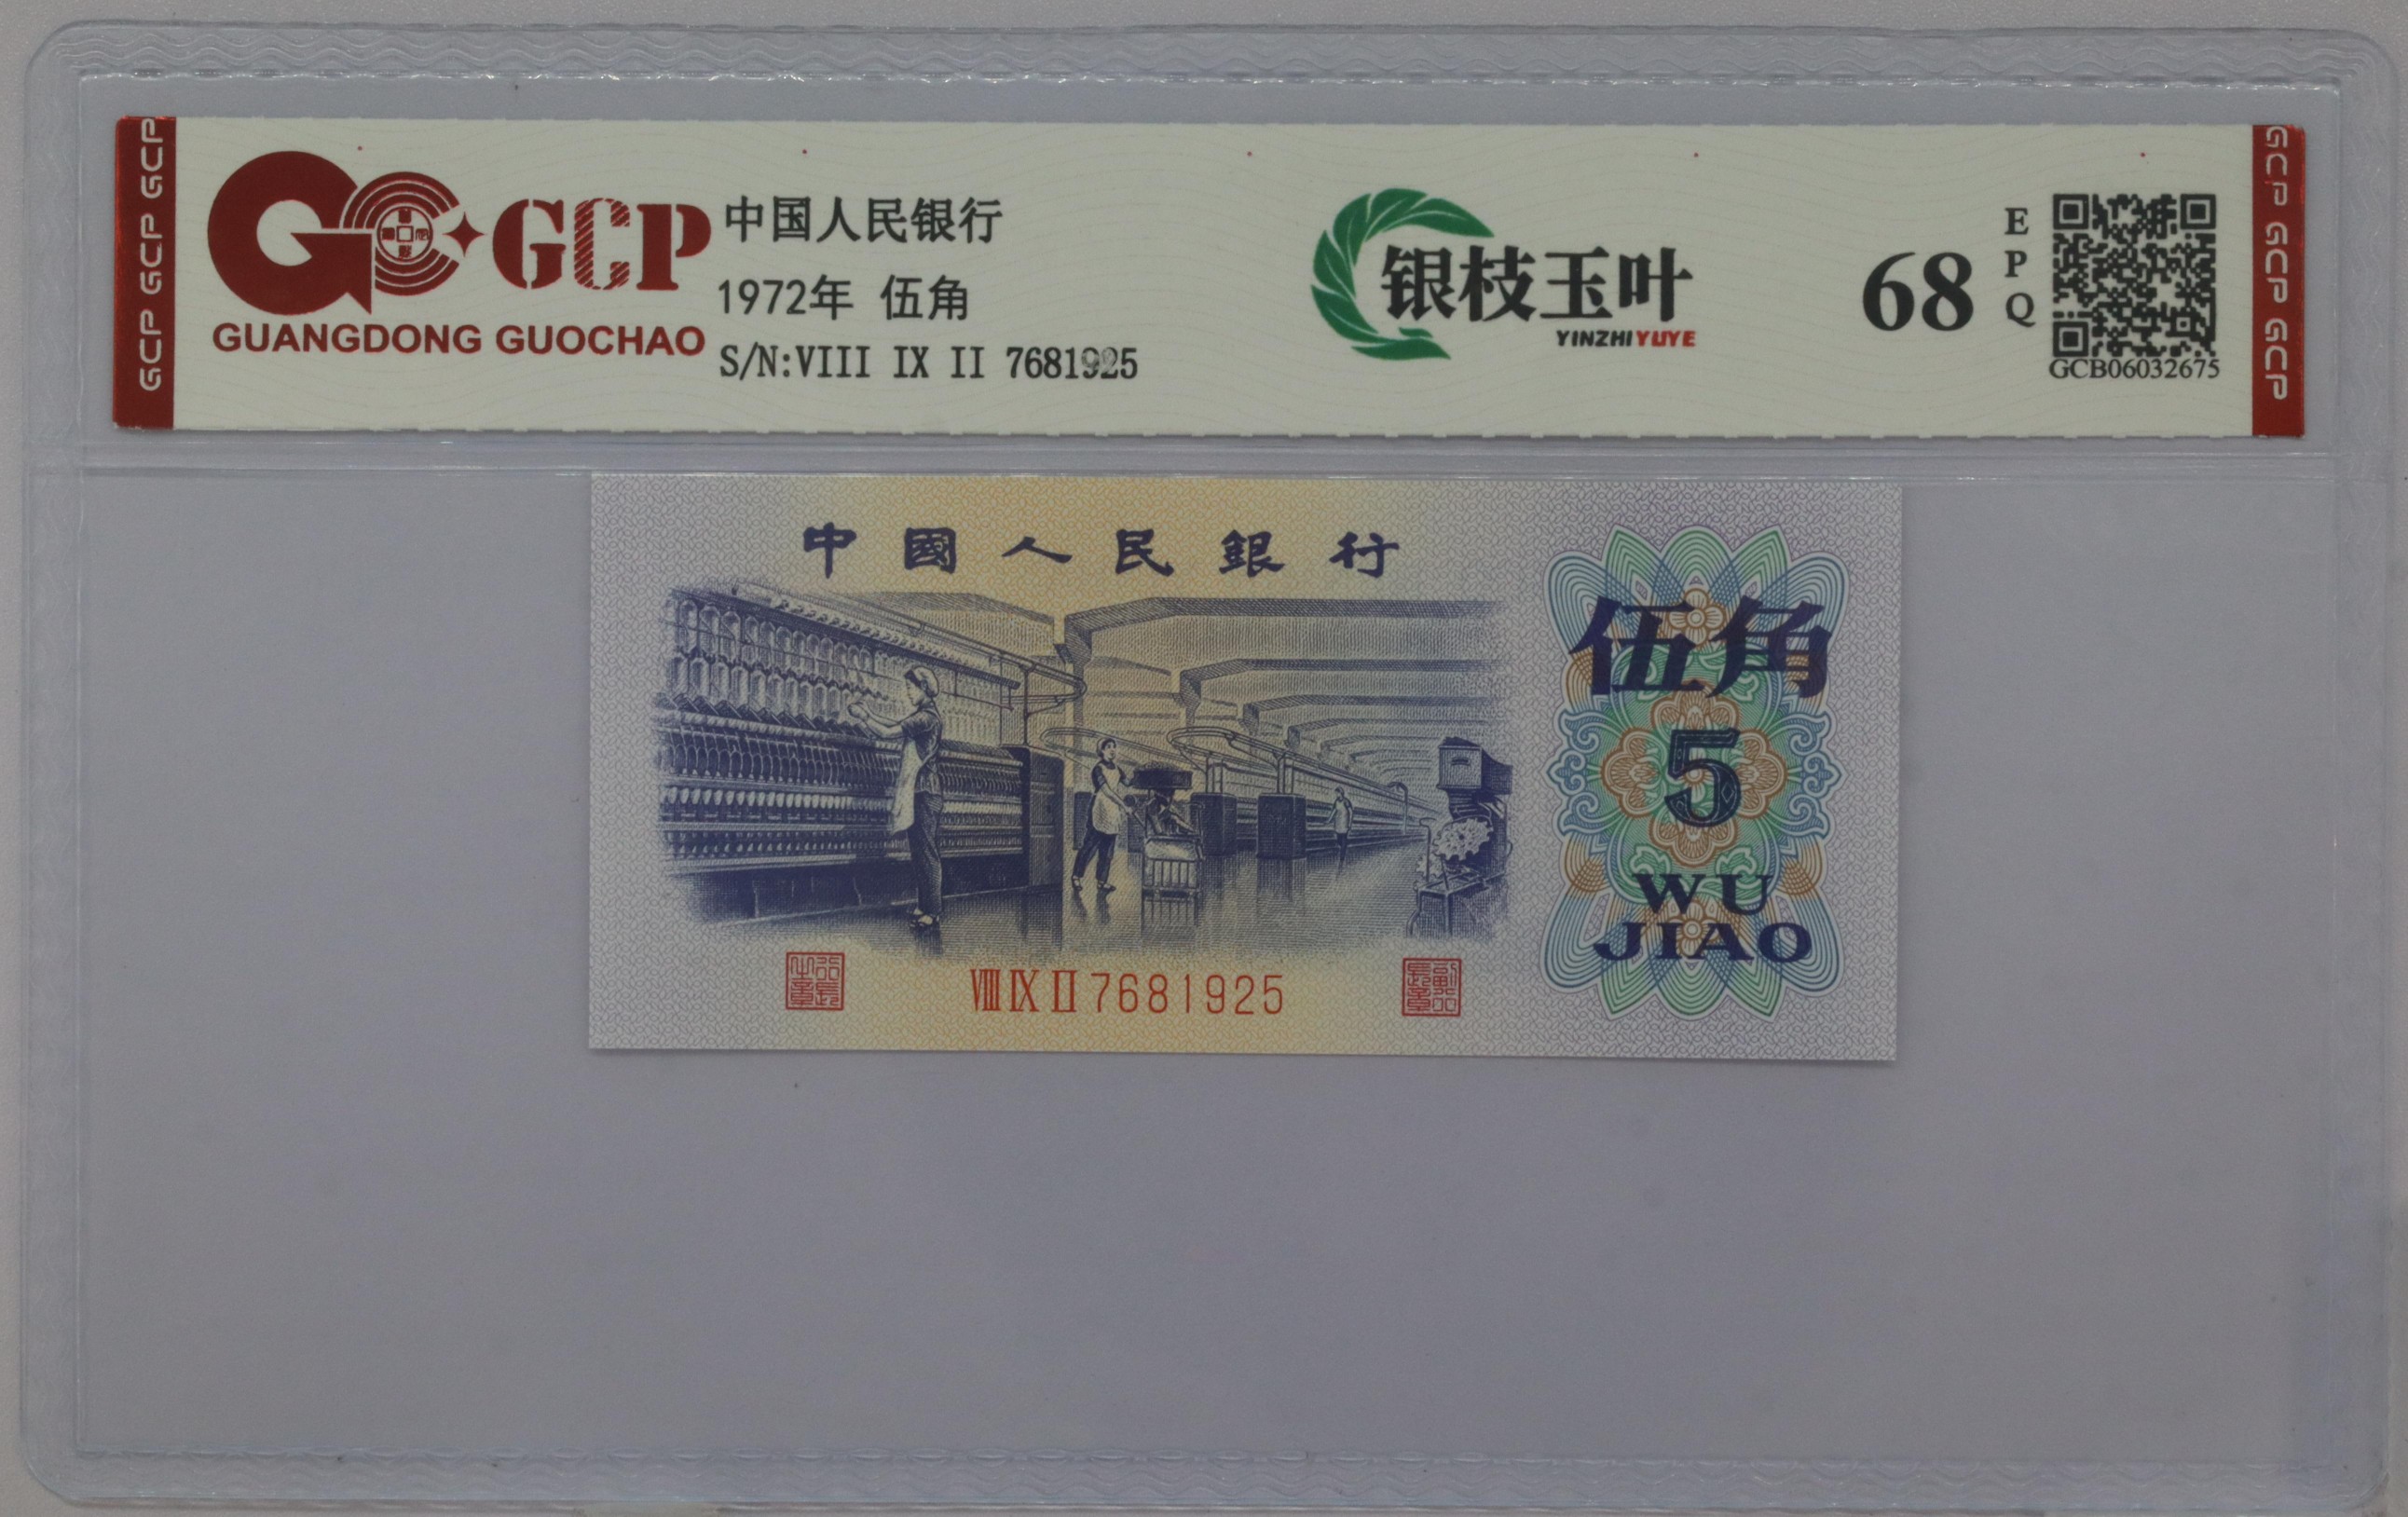 GCP GCP GCP
GCP
GUANGDONG GUOCHAO
中国人民银行
1972年 伍角
S/N:VIII IX II 7681925
银枝玉叶
YINZHIYUYE
68
EPQ
GCB06032675
GCP GCP GCP
中國人民銀行
伍角
5
WU
JIAO
VIII IX II 7681925